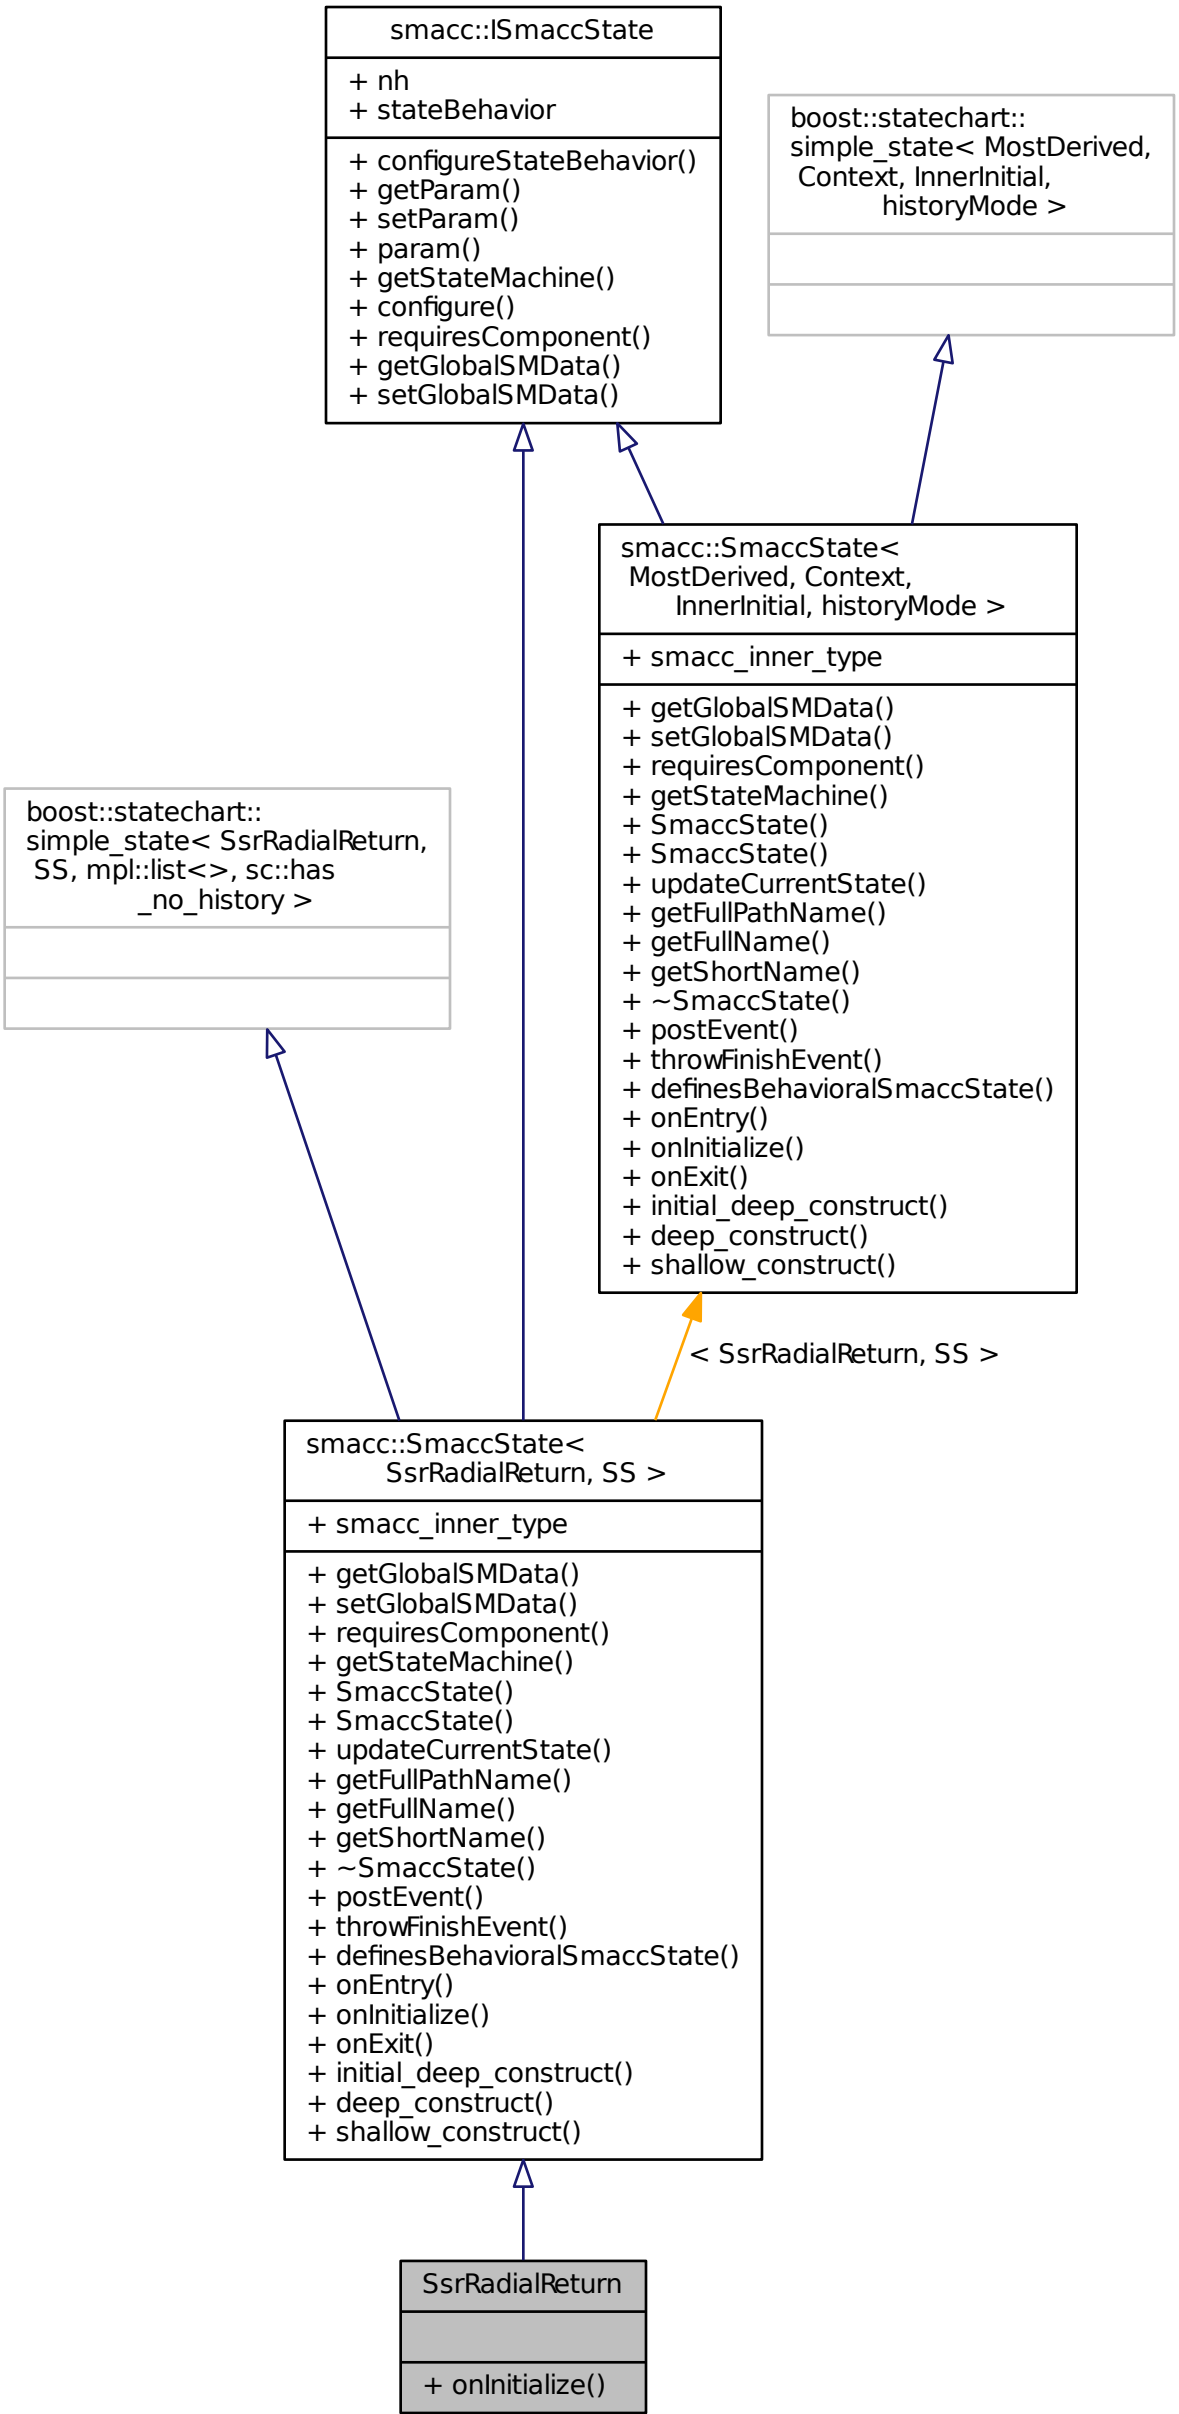 smacc::ISmaccState
+ nh
+ stateBehavior
+ configureStateBehavior()
+ getParam()
+ setParam()
+ param()
+ getStateMachine()
+ configure()
+ requiresComponent()
+ getGlobalSMData()
+ setGlobalSMData()
boost::statechart::
simple_state< MostDerived,
Context, InnerInitial,
historyMode >
smacc::SmaccState<
MostDerived, Context,
InnerInitial, historyMode >
+ smacc_inner_type
+ getGlobalSMData()
+ setGlobalSMData()
+ requiresComponent()
+ getStateMachine()
+ SmaccState()
+ SmaccState()
+ updateCurrentState()
+ getFullPathName()
+ getFullName()
+ getShortName()
+ ~SmaccState()
+ postEvent()
+ throwFinishEvent()
+ definesBehavioralSmaccState()
+ onEntry()
+ onInitialize()
+ onExit()
+ initial_deep_construct()
+ deep_construct()
+ shallow_construct()
boost::statechart::
simple_state< SsrRadialReturn,
SS, mpl::list<>, sc::has
_no_history >
< SsrRadialReturn, SS >
smacc::SmaccState<
SsrRadialReturn, SS >
+ smacc_inner_type
+ getGlobalSMData()
+ setGlobalSMData()
+ requiresComponent()
+ getStateMachine()
+ SmaccState()
+ SmaccState()
+ updateCurrentState()
+ getFullPathName()
+ getFullName()
+ getShortName()
+ ~SmaccState()
+ postEvent()
+ throwFinishEvent()
+ definesBehavioralSmaccState()
+ onEntry()
+ onInitialize()
+ onExit()
+ initial_deep_construct()
+ deep_construct()
+ shallow_construct()
SsrRadialReturn
+ onInitialize()